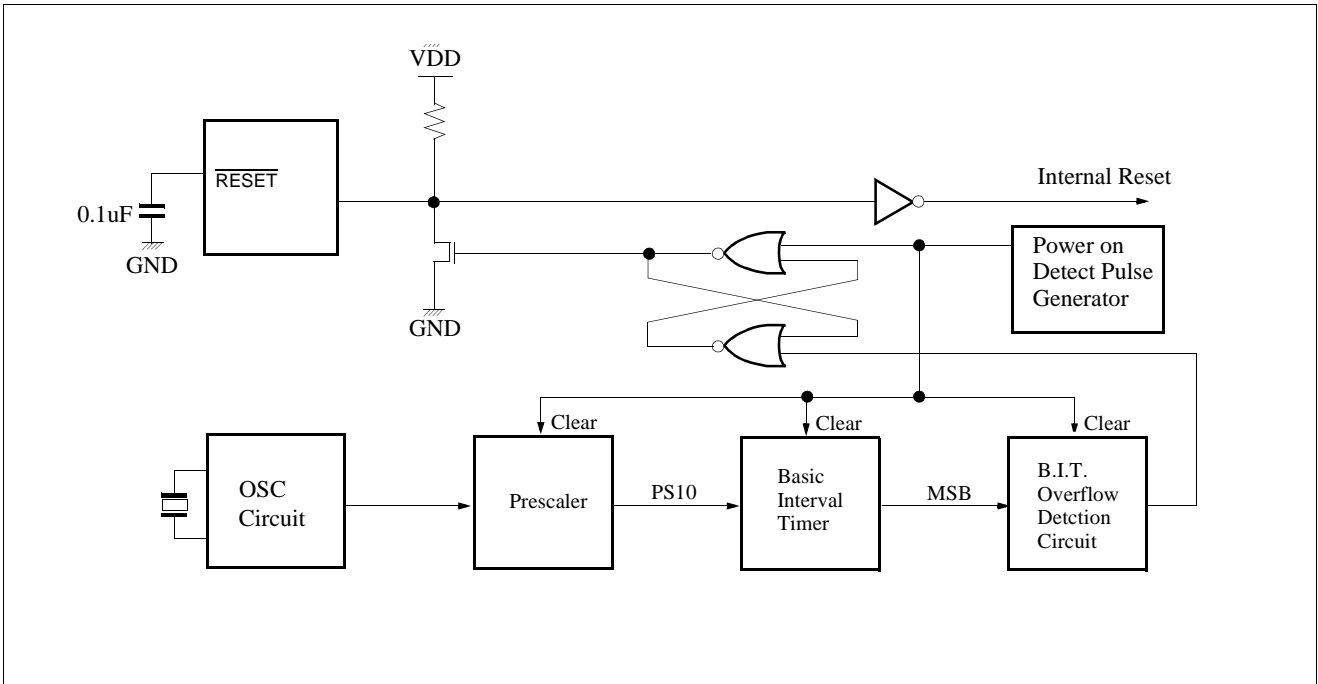 VDD
RESET
0.1uF
GND
GND
Internal Reset
Power on
Detect Pulse
Generator
Clear
Clear
Clear
OSC
Circuit
Prescaler
PS10
Basic
Interval
Timer
MSB
B.I.T.
Overflow
Detction
Circuit